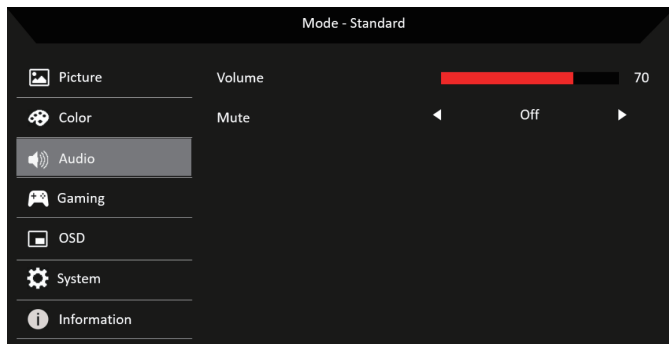 Mode - Standard
Picture
Volume
70
Color
Mute
Off
Audio
Gaming
OSD
System
Information